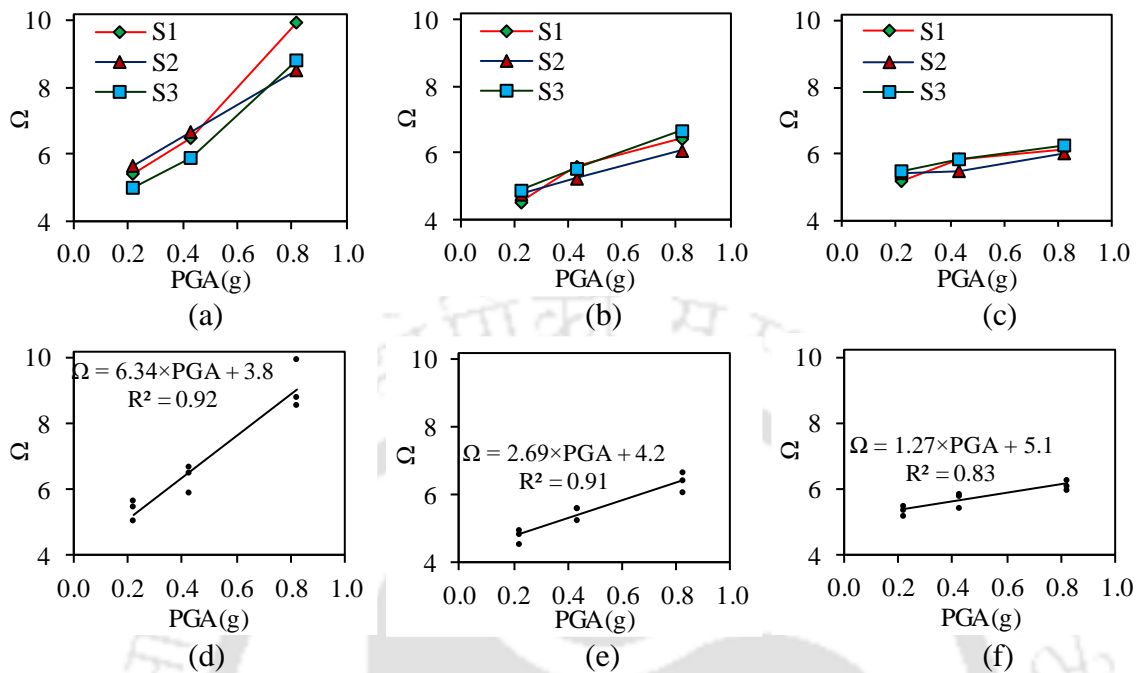 10
8
6
4
Ω
S1
S2
S3
0.0 0.2 0.4 0.6 0.8 1.0
PGA(g)
(a)
10
8
6
4
Ω
S1
S2
S3
0.0 0.2 0.4 0.6 0.8 1.0
PGA(g)
(b)
10
8
6
4
Ω
S1
S2
S3
0.0 0.2 0.4 0.6 0.8 1.0
PGA(g)
(c)
10
8
6
4
Ω
Ω = 6.34×PGA + 3.8
R² = 0.92
0.0 0.2 0.4 0.6 0.8 1.0
PGA(g)
(d)
10
8
6
4
Ω
Ω = 2.69×PGA + 4.2
R² = 0.91
0.0 0.2 0.4 0.6 0.8 1.0
PGA(g)
(e)
10
8
6
4
Ω
Ω = 1.27×PGA + 5.1
R² = 0.83
0.0 0.2 0.4 0.6 0.8 1.0
PGA(g)
(f)